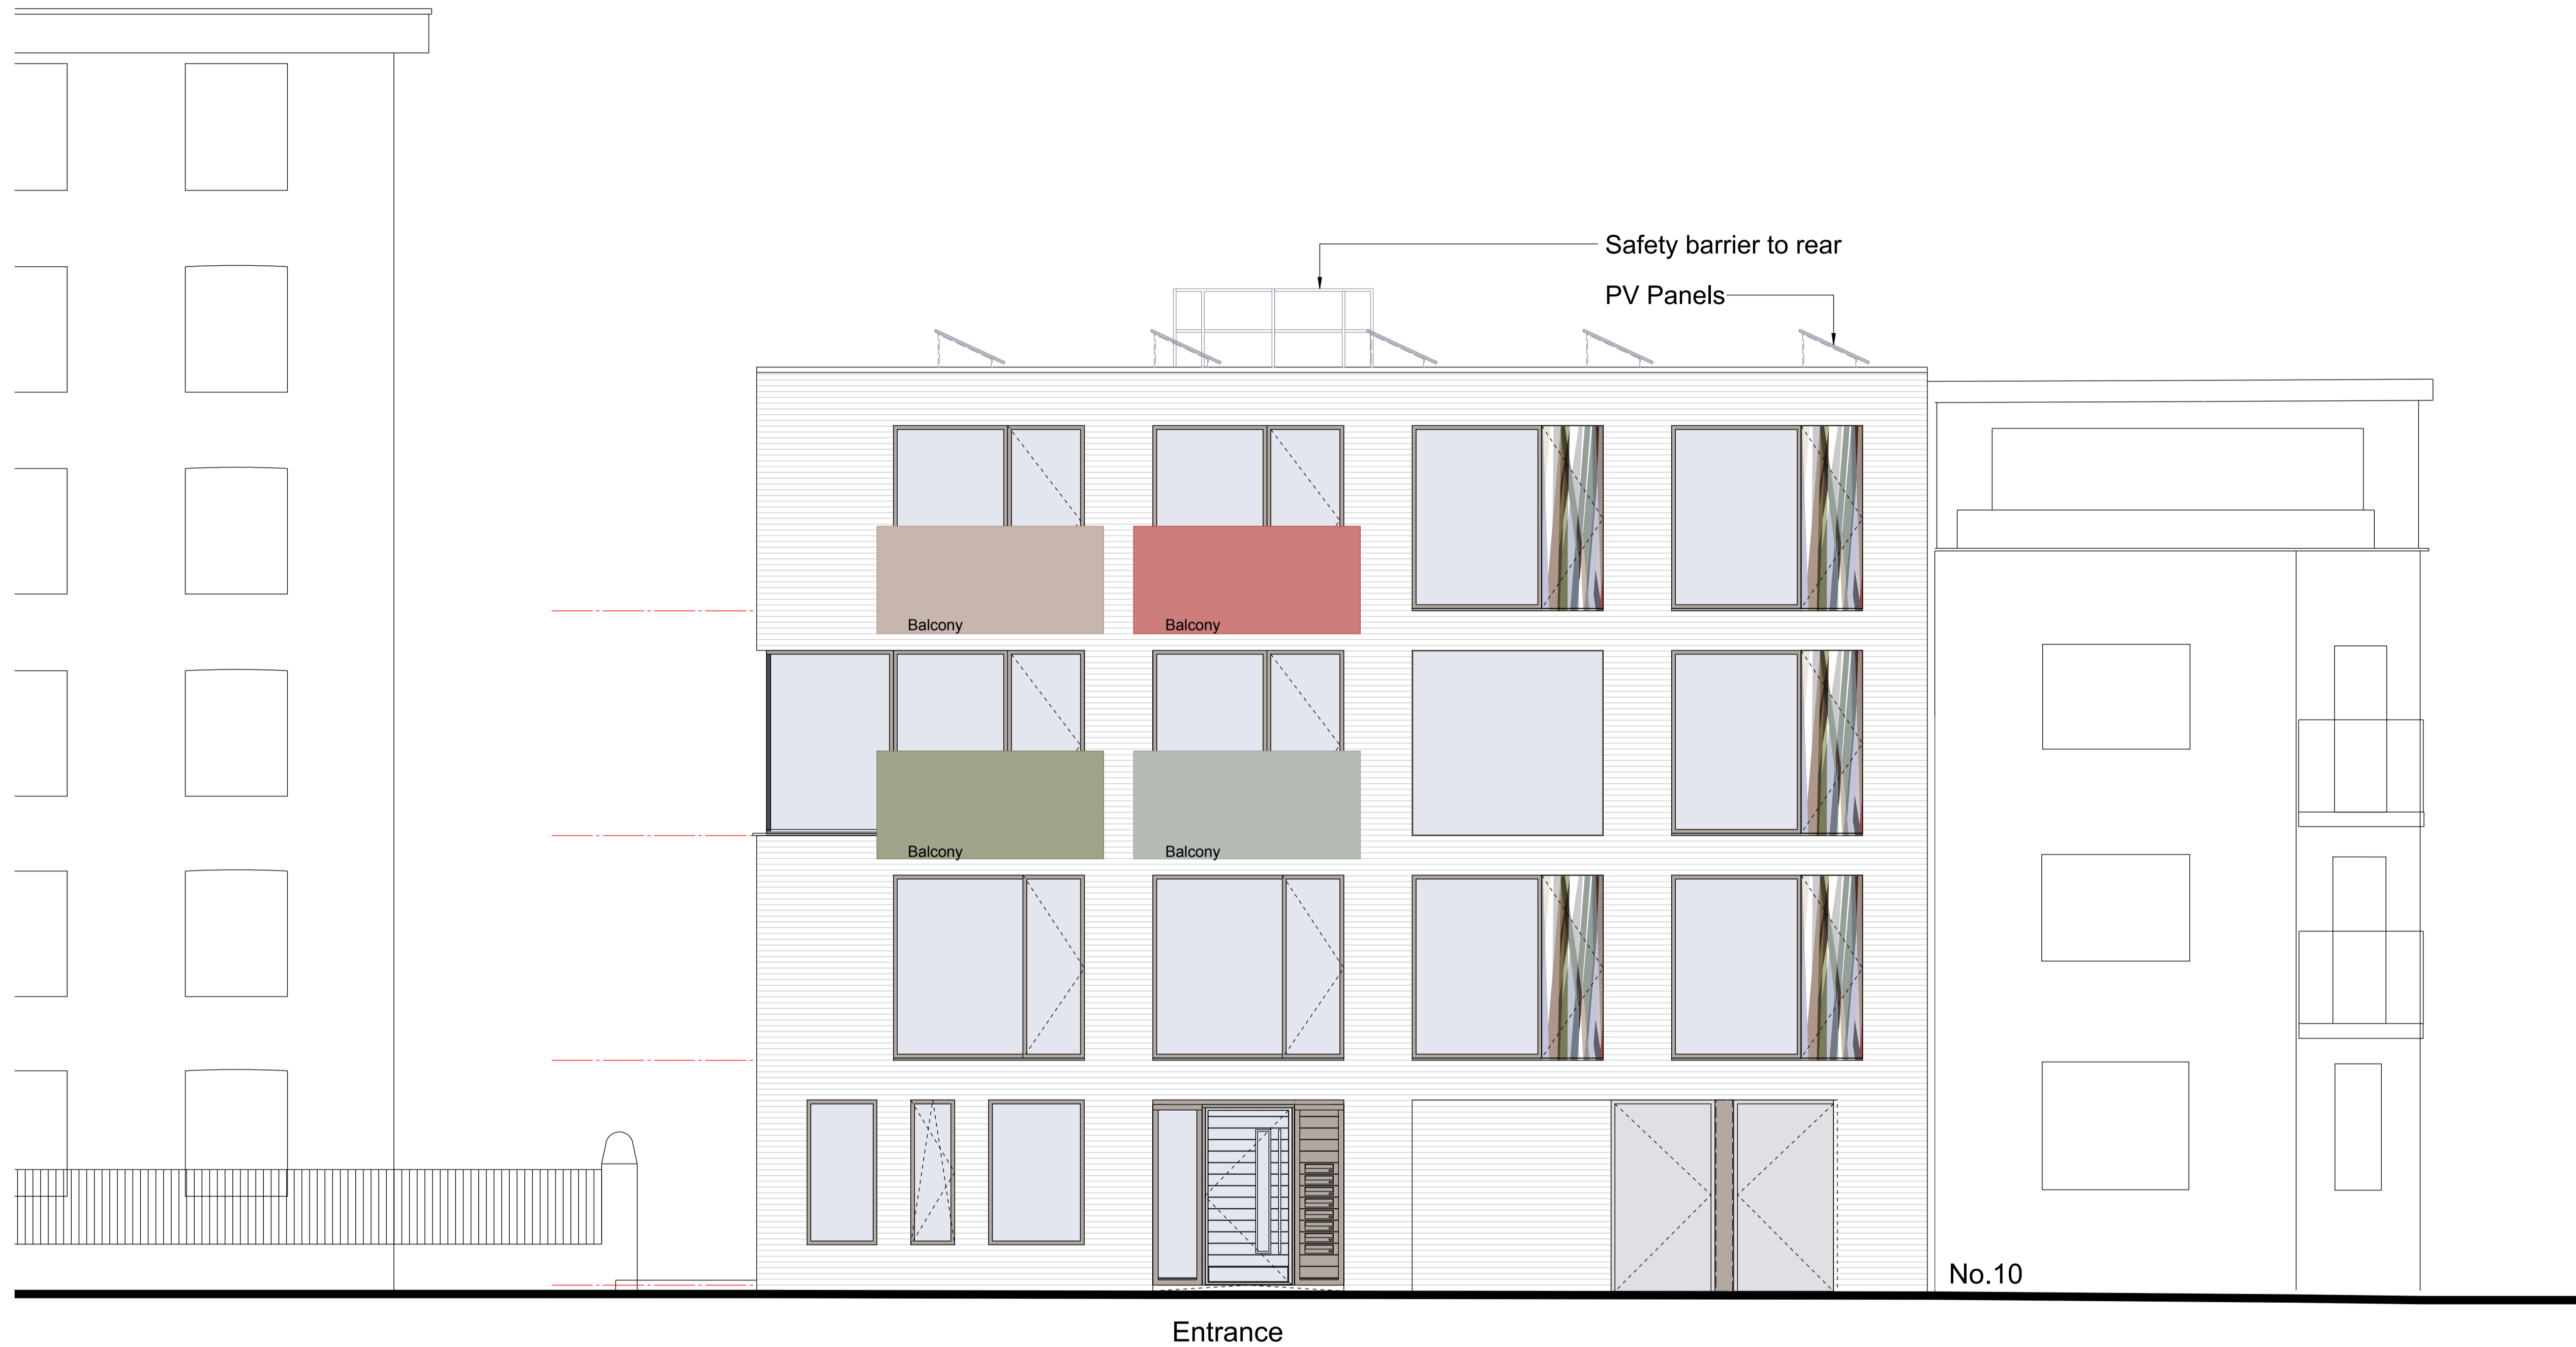 Safety barrier to rear
PV Panels
Balcony
Balcony
Balcony
Balcony
No.10
Entrance